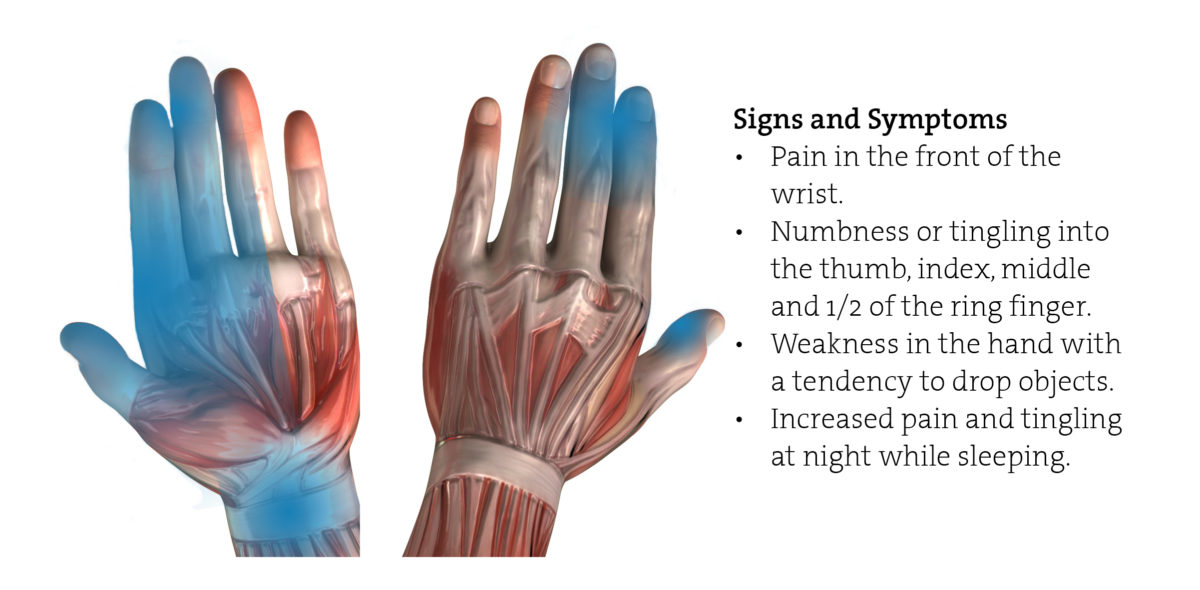 Signs and Symptoms
• Pain in the front of the
wrist.
• Numbness or tingling into
the thumb, index, middle
and 1/2 of the ring finger.
• Weakness in the hand with
a tendency to drop objects.
• Increased pain and tingling
at night while sleeping.